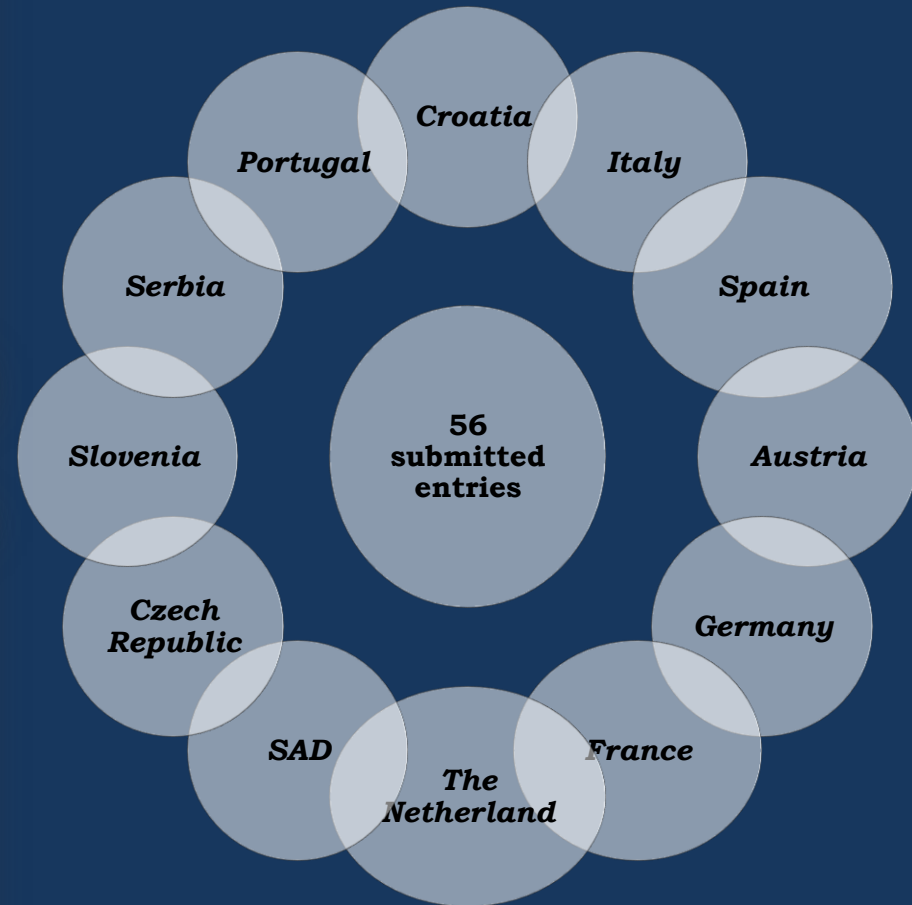 Croatia
Italy
Spain
Austria
Germany
France
The
Netherland
SAD
Czech
Republic
Slovenia
Serbia
Portugal
56
submitted
entries